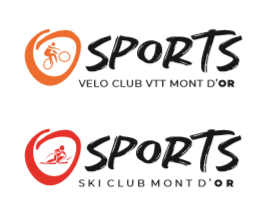 O SPORTS
VELO CLUB VTT MONT D'OR
O SPORTS
SKI CLUB MONT D'OR